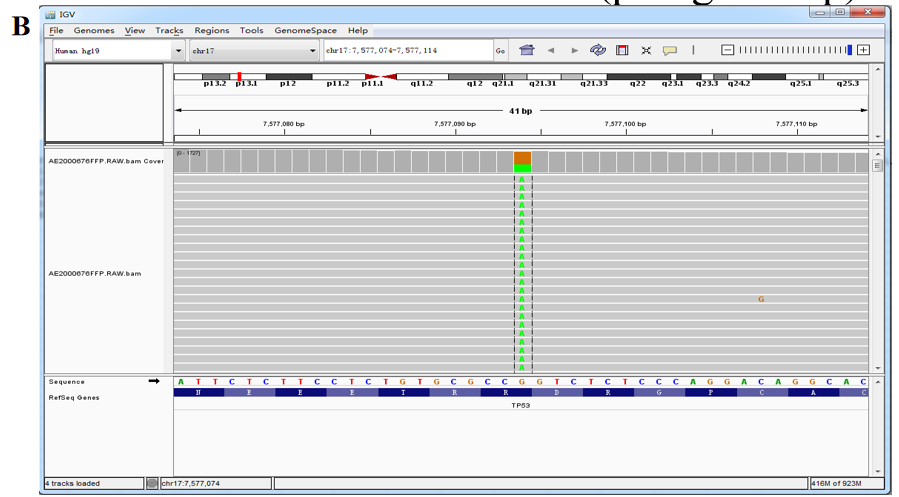 B
IGV
File Genomes View Tracks Regions Tools GenomeSpace Help
Human hg19 chr17 chr17:7,577,074-7,577,114 Go
p13.2 p13.1 p12 p11.2 p11.1 q11.2 q12 q21.1 q21.31 q21.33 q22 q23.1 q23.3 q24.2 q25.1 q25.3
41 bp
7,577,080 bp 7,577,090 bp 7,577,100 bp 7,577,110 bp
AE2000676FFP.RAW.bam Cover
[0 - 1727]
A
A
A
A
A
A
A
A
A
A
A
A
A
A
A G
A
A
A
A
A
A
A
A
AE2000676FFP.RAW.bam
Sequence A T T C T C T T C C T C T G T G C G C C G G T C T C T C C C A G G A C A G G C A C
RefSeq Genes N E E E T R R D R G P C A C
TP53
4 tracks loaded chr17:7,577,074 416M of 923M